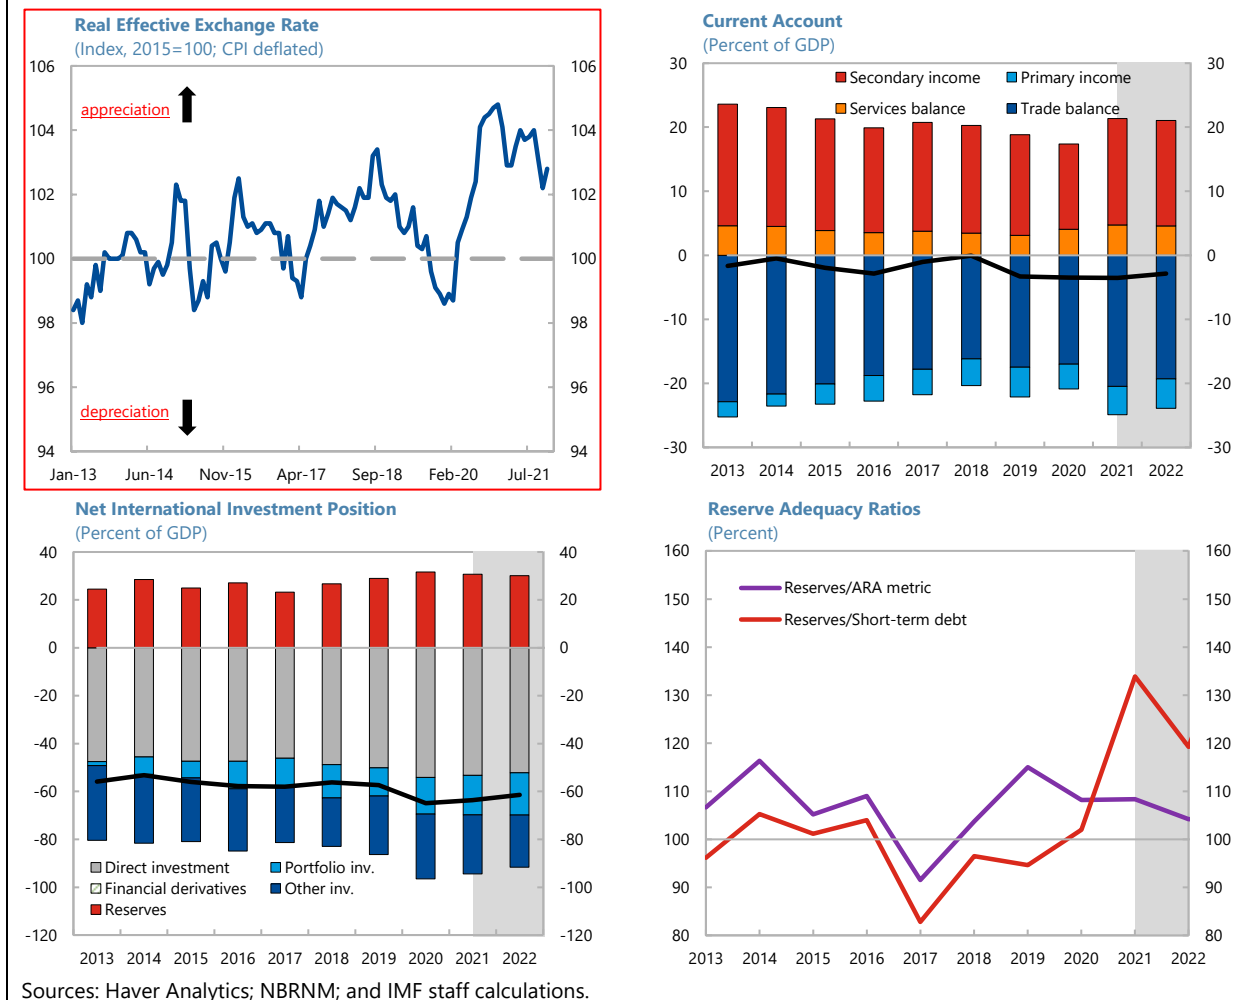 Real Effective Exchange Rate
(Index, 2015=100; CPI deflated)
106
104
102
100
98
96
94
106
104
102
100
98
96
94
appreciation
depreciation
Jan-13 Jun-14 Nov-15 Apr-17 Sep-18 Feb-20 Jul-21
Current Account
(Percent of GDP)
30
20
10
0
-10
-20
-30
30
20
10
0
-10
-20
-30
Secondary income Primary income
Services balance Trade balance
2013 2014 2015 2016 2017 2018 2019 2020 2021 2022
Net International Investment Position
(Percent of GDP)
40
20
0
-20
-40
-60
-80
-100
-120
40
20
0
-20
-40
-60
-80
-100
-120
Direct investment Portfolio inv.
Financial derivatives Other inv.
Reserves
2013 2014 2015 2016 2017 2018 2019 2020 2021 2022
Reserve Adequacy Ratios
(Percent)
160
150
140
130
120
110
100
90
80
160
150
140
130
120
110
100
90
80
Reserves/ARA metric
Reserves/Short-term debt
2013 2014 2015 2016 2017 2018 2019 2020 2021 2022
Sources: Haver Analytics; NBRNM; and IMF staff calculations.